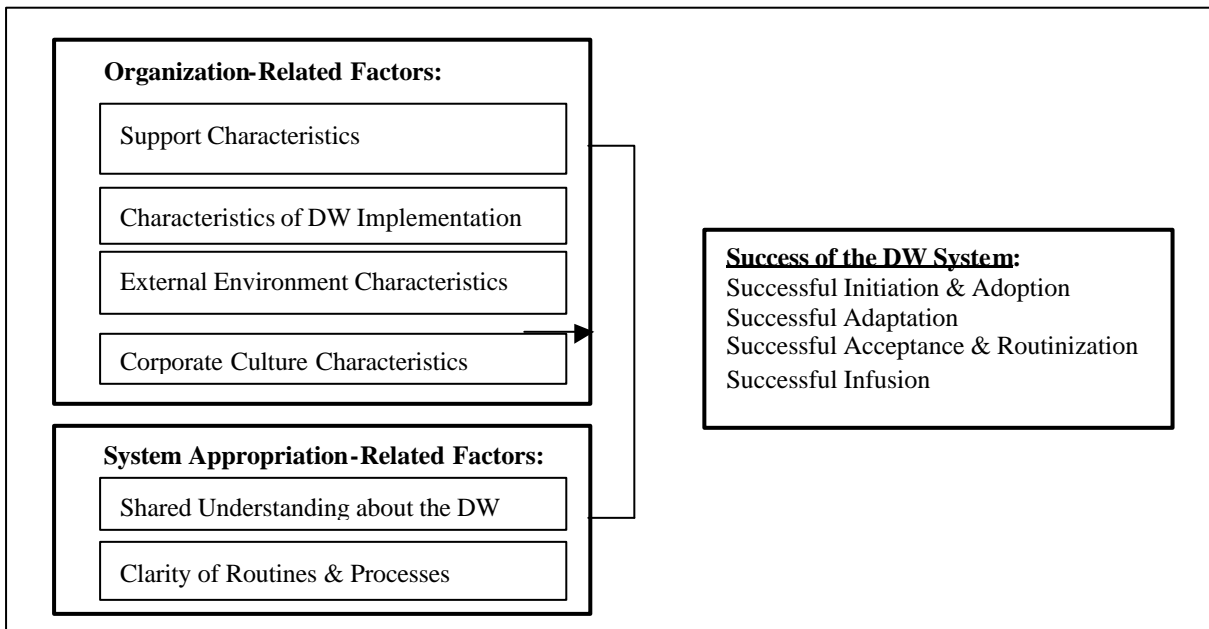 Organization-Related Factors:
Support Characteristics
Characteristics of DW Implementation
External Environment Characteristics
Corporate Culture Characteristics
System Appropriation-Related Factors:
Shared Understanding about the DW
Clarity of Routines & Processes
Success of the DW System:
Successful Initiation & Adoption
Successful Adaptation
Successful Acceptance & Routinization
Successful Infusion